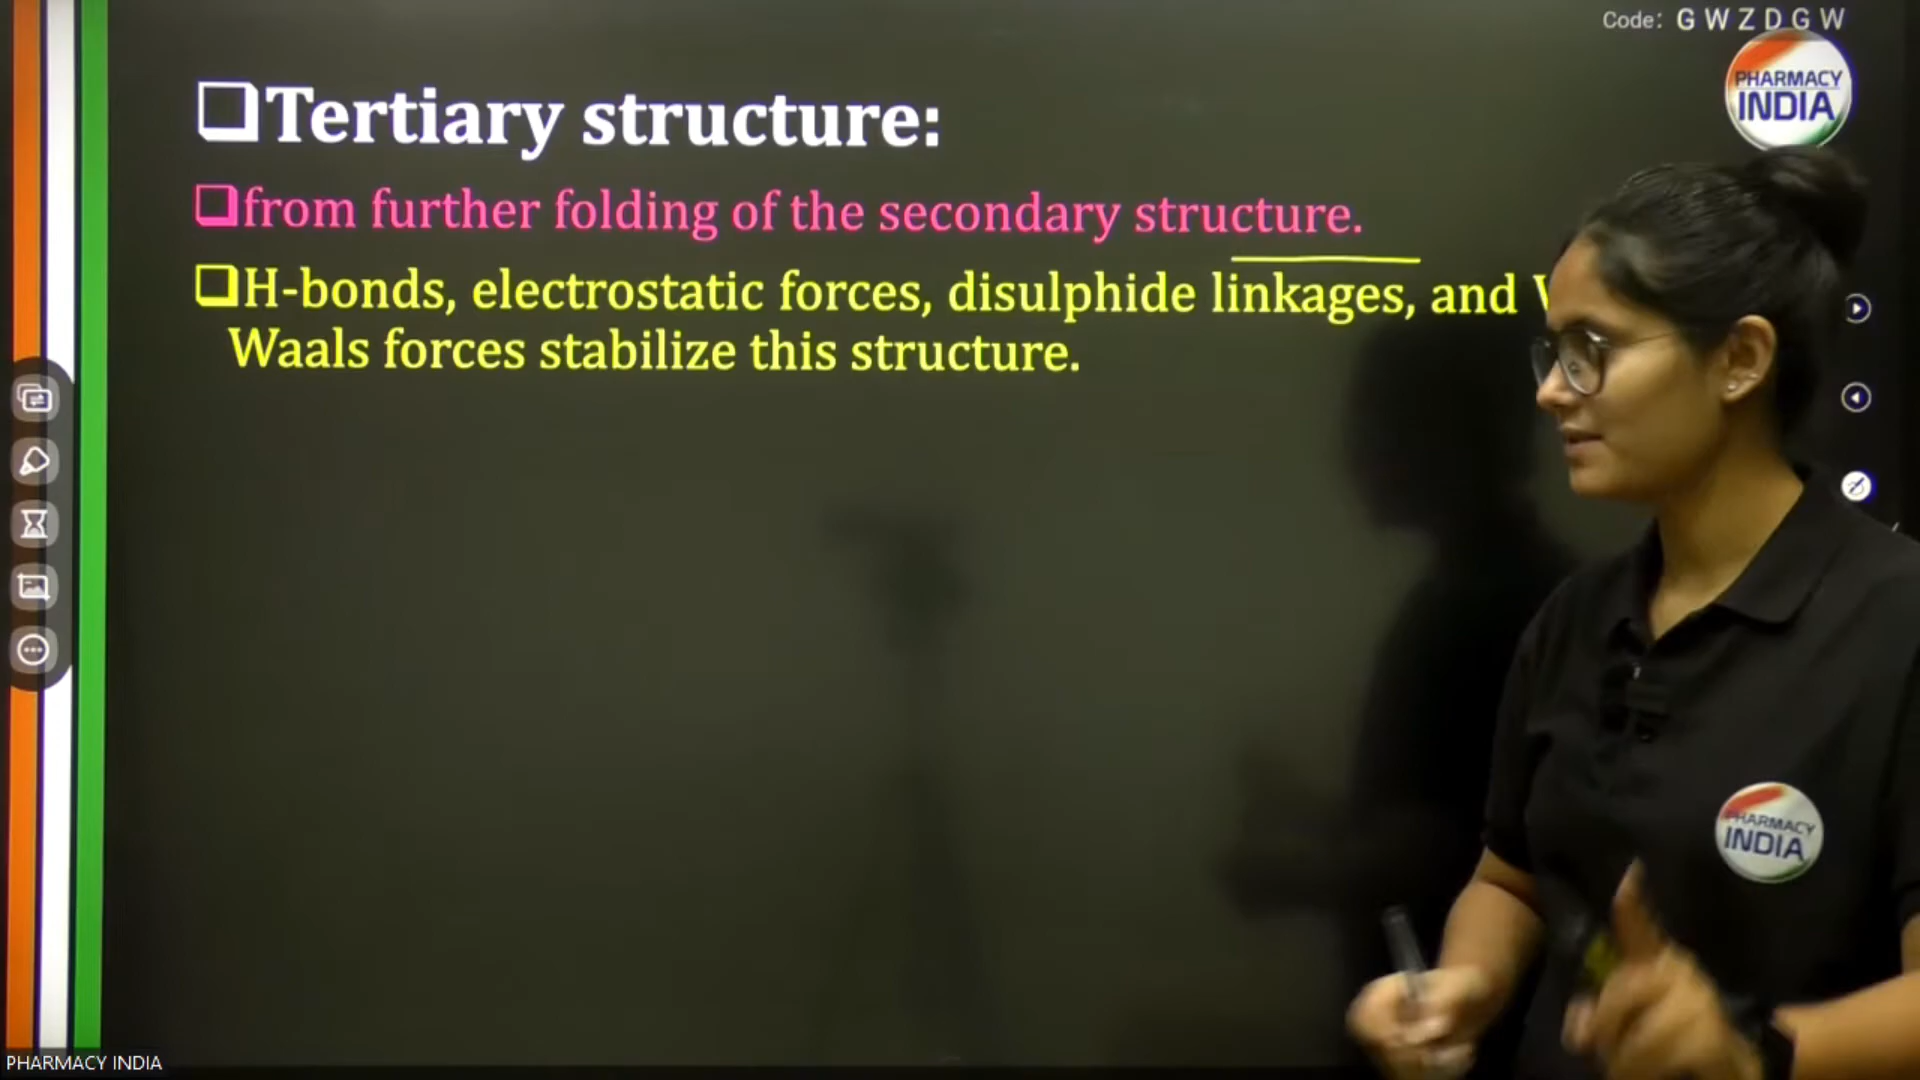 Code: G W Z D G W
PHARMACY
INDIA
❑Tertiary structure:
❑from further folding of the secondary structure.
❑H-bonds, electrostatic forces, disulphide linkages, and
Waals forces stabilize this structure.
PHARMACY
INDIA
PHARMACY INDIA